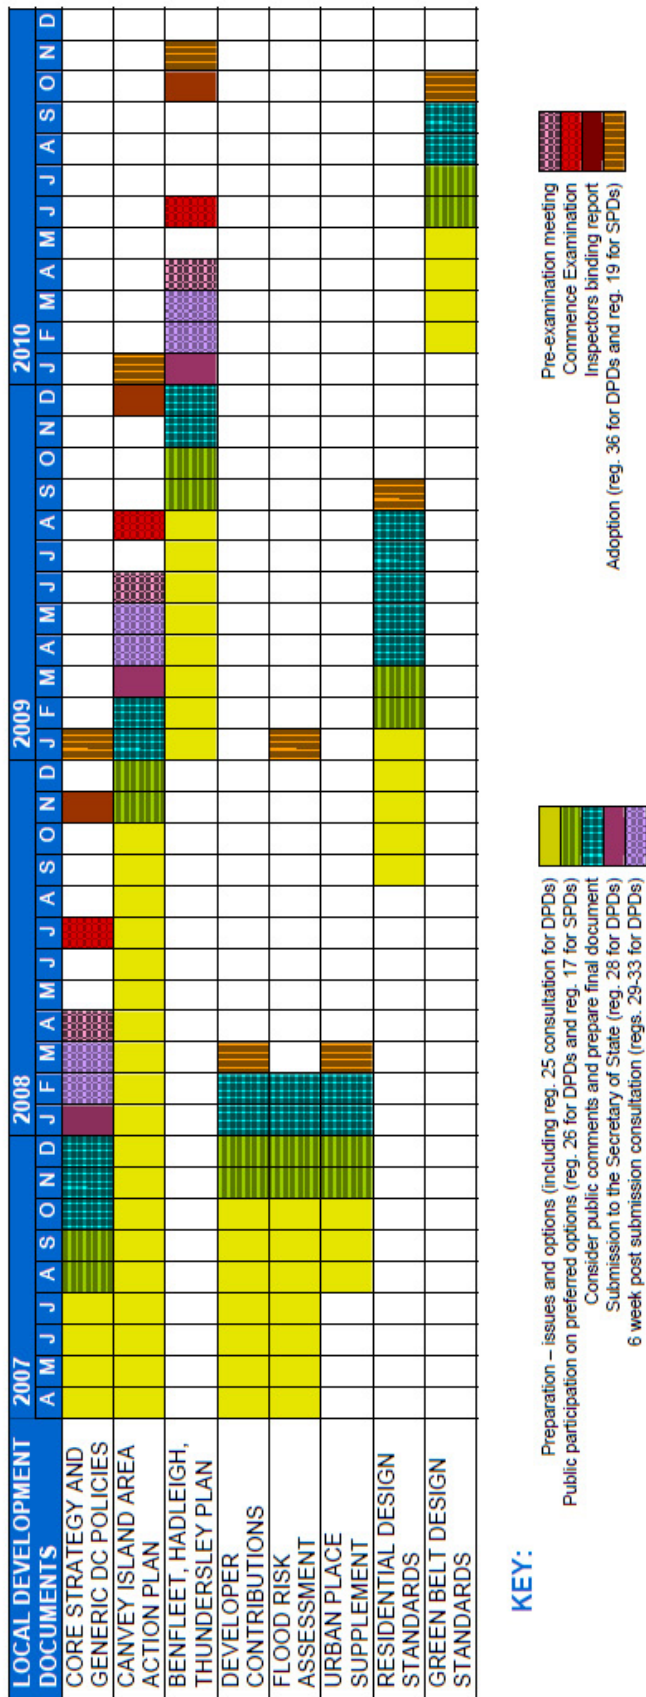 LOCAL DEVELOPMENT 2007 2008 2009 2010
DOCUMENTS A M J J A S O N D J F M A M J J A S O N D J F M A M J J A S O N D J F M A M J J A S O N D
CORE STRATEGY AND
GENERIC DC POLICIES
CANVEY ISLAND AREA
ACTION PLAN
BENFLEET, HADLEIGH,
THUNDERSLEY PLAN
DEVELOPER
CONTRIBUTIONS
FLOOD RISK
ASSESSMENT
URBAN PLACE
SUPPLEMENT
RESIDENTIAL DESIGN
STANDARDS
GREEN BELT DESIGN
STANDARDS
KEY:
Preparation – issues and options (including reg. 25 consultation for DPDs)
Public participation on preferred options (reg. 26 for DPDs and reg. 17 for SPDs)
Consider public comments and prepare final document
Submission to the Secretary of State (reg. 28 for DPDs)
6 week post submission consultation (regs. 29-33 for DPDs)
Pre-examination meeting
Commence Examination
Inspectors binding report
Adoption (reg. 36 for DPDs and reg. 19 for SPDs)